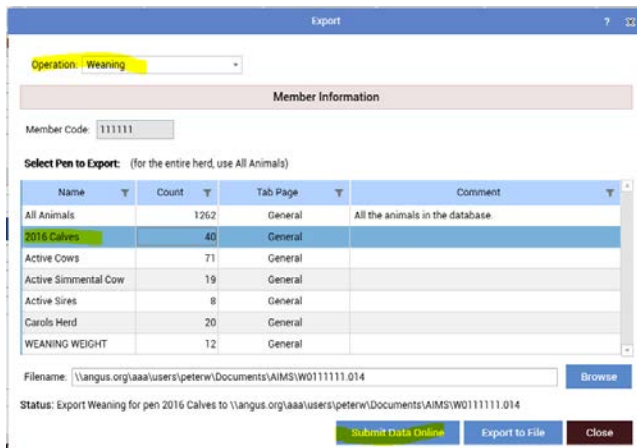 Export ?
Operation: Weaning
Member Information
Member Code: 111111
Select Pen to Export: (for the entire herd, use All Animals)
Name Count Tab Page Comment
All Animals 1262 General All the animals in the database.
2016 Calves 40 General
Active Cows 71 General
Active Simmental Cow 19 General
Active Sires 8 General
Carols Herd 20 General
WEANING WEIGHT 12 General
Filename: \\angus.org\aaa\users\peterw\Documents\AIMS\W0111111.014 Browse
Status: Export Weaning for pen 2016 Calves to \\angus.org\aaa\users\peterw\Documents\AIMS\W0111111.014
Submit Data Online Export to File Close